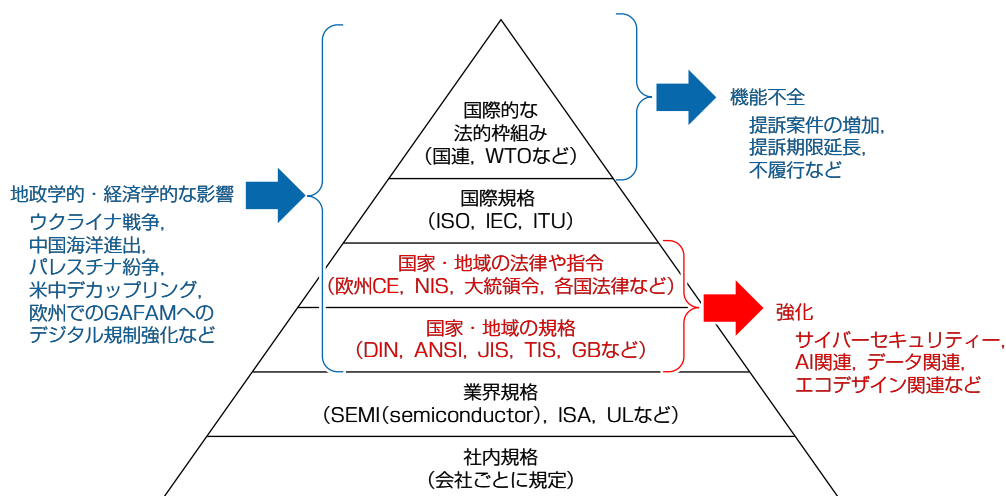 国際的な
法的枠組み
（国連，WTOなど）
国際規格
（ISO，IEC，ITU）
国家・地域の法律や指令
（欧州CE，NIS，大統領令，各国法律など）
国家・地域の規格
（DIN，ANSI，JIS，TIS，GBなど）
業界規格
（SEMI（semiconductor），ISA，ULなど）
社内規格
（会社ごとに規定）
地政学的・経済学的な影響
ウクライナ戦争，
中国海洋進出，
パレスチナ紛争，
米中デカップリング，
欧州でのGAFAMへの
デジタル規制強化など
機能不全
提訴案件の増加，
提訴期限延長，
不履行など
強化
サイバーセキュリティー，
AI関連，データ関連，
エコデザイン関連など